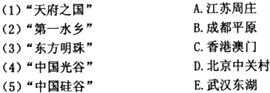 (1)“天府之国” A.江苏周庄
(2)“第一水乡” B.成都平原
(3)“东方明珠” C.香港澳门
(4)“中国光谷” D.北京中关村
(5)“中国硅谷” E.武汉东湖